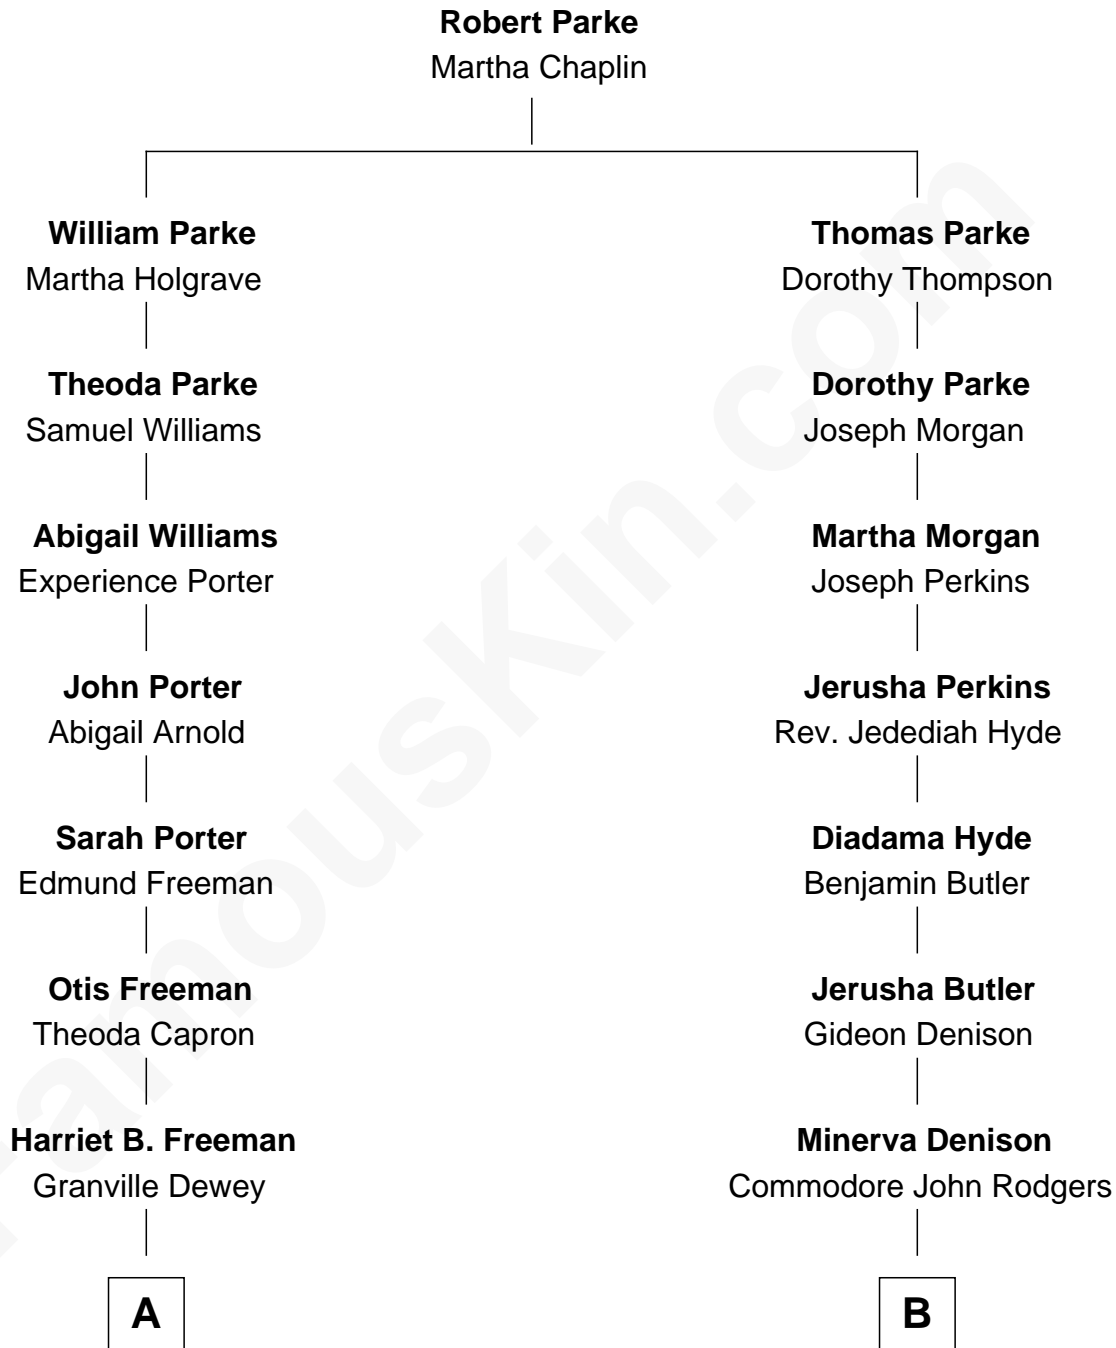 Robert Parke
Martha Chaplin
William Parke
Martha Holgrave
Thomas Parke
Dorothy Thompson
Theoda Parke
Samuel Williams
Dorothy Parke
Joseph Morgan
Abigail Williams
Experience Porter
Martha Morgan
Joseph Perkins
John Porter
Abigail Arnold
Jerusha Perkins
Rev. Jedediah Hyde
Sarah Porter
Edmund Freeman
Diadama Hyde
Benjamin Butler
Otis Freeman
Theoda Capron
Jerusha Butler
Gideon Denison
Harriet B. Freeman
Granville Dewey
Minerva Denison
Commodore John Rodgers
A
B
FamousKin.com